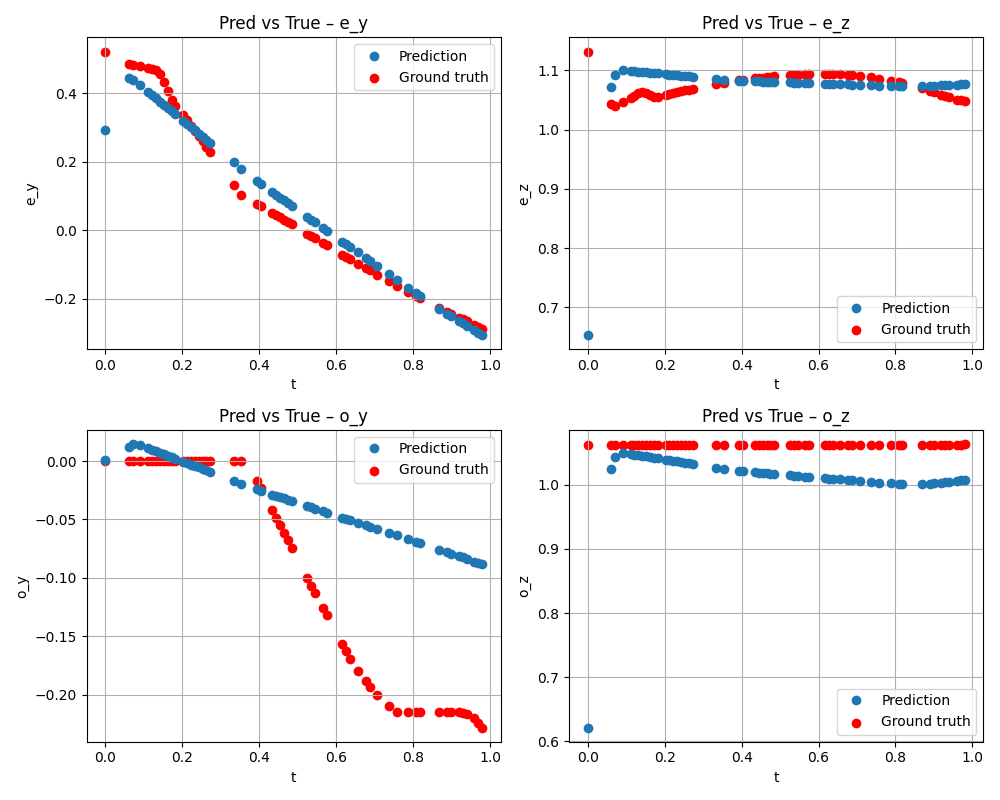 Pred vs True – e_y
Prediction
Ground truth
0.4
0.2
0.0
−0.2
e_y
0.0
0.2
0.4
0.6
0.8
1.0
t
Pred vs True – e_z
1.1
1.0
0.9
0.8
0.7
e_z
Prediction
Ground truth
0.0
0.2
0.4
0.6
0.8
1.0
t
Pred vs True – o_y
Prediction
Ground truth
0.00
−0.05
−0.10
−0.15
−0.20
o_y
0.0
0.2
0.4
0.6
0.8
1.0
t
Pred vs True – o_z
1.0
0.9
0.8
0.7
0.6
o_z
Prediction
Ground truth
0.0
0.2
0.4
0.6
0.8
1.0
t